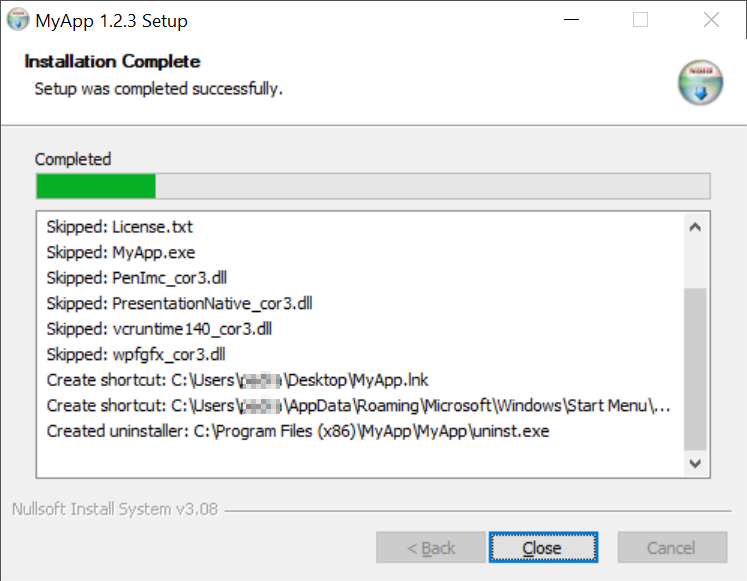 MyApp 1.2.3 Setup
Installation Complete
Setup was completed successfully.
Completed
Skipped: License.txt
Skipped: MyApp.exe
Skipped: PenImc_cor3.dll
Skipped: PresentationNative_cor3.dll
Skipped: vcruntime140_cor3.dll
Skipped: wpfgfx_cor3.dll
Create shortcut: C:\Users\ \Desktop\MyApp.lnk
Create shortcut: C:\Users\ \AppData\Roaming\Microsoft\Windows\Start Menu\...
Created uninstaller: C:\Program Files (x86)\MyApp\MyApp\uninst.exe
Nullsoft Install System v3.08
< Back
Close
Cancel